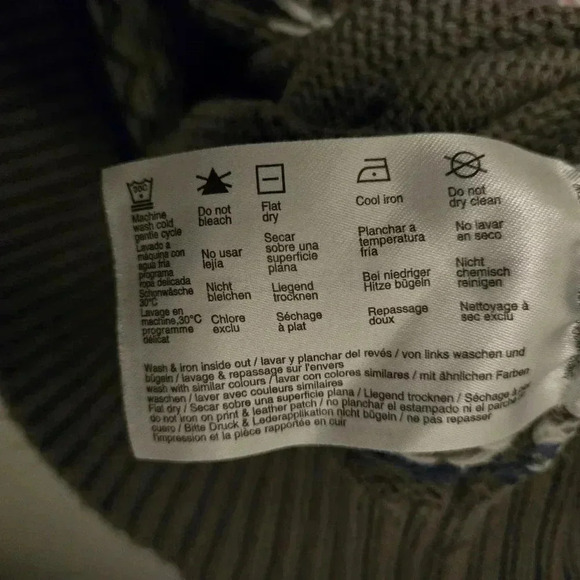 30°C
Machine
wash cold
gentle cycle
Lavado a
máquina con
agua fria
programa
ropa delicada
Schonwäsche
30°C
Lavage en
machine,30°C
programme
délicat
Do not
bleach
No usar
lejía
Nicht
bleichen
Chlore
exclu
Flat
dry
Secar
sobre una
superficie
plana
Liegend
trocknen
Séchage
à plat
Cool iron
Planchar a
temperatura
fría
Bei niedriger
Hitze bügeln
Repassage
doux
Do not
dry clean
No lavar
en seco
Nicht
chemisch
reinigen
Nettoyage à
sec exclu
Wash & iron inside out / lavar y planchar del revés / von links waschen und
bügeln / lavage & repassage sur l'envers
wash with similar colours / lavar con colores similares / mit ähnlichen Farben
waschen / laver avec couleurs similaires
Flat dry / Secar sobre una superficie plana / Liegend trocknen / Séchage à
do not iron on print & leather patch / no planchar el estampado ni el
cuero / Bitte Druck & Lederapplikation nicht bügeln / ne pas repasser
l'impression et la pièce rapportée en cuir